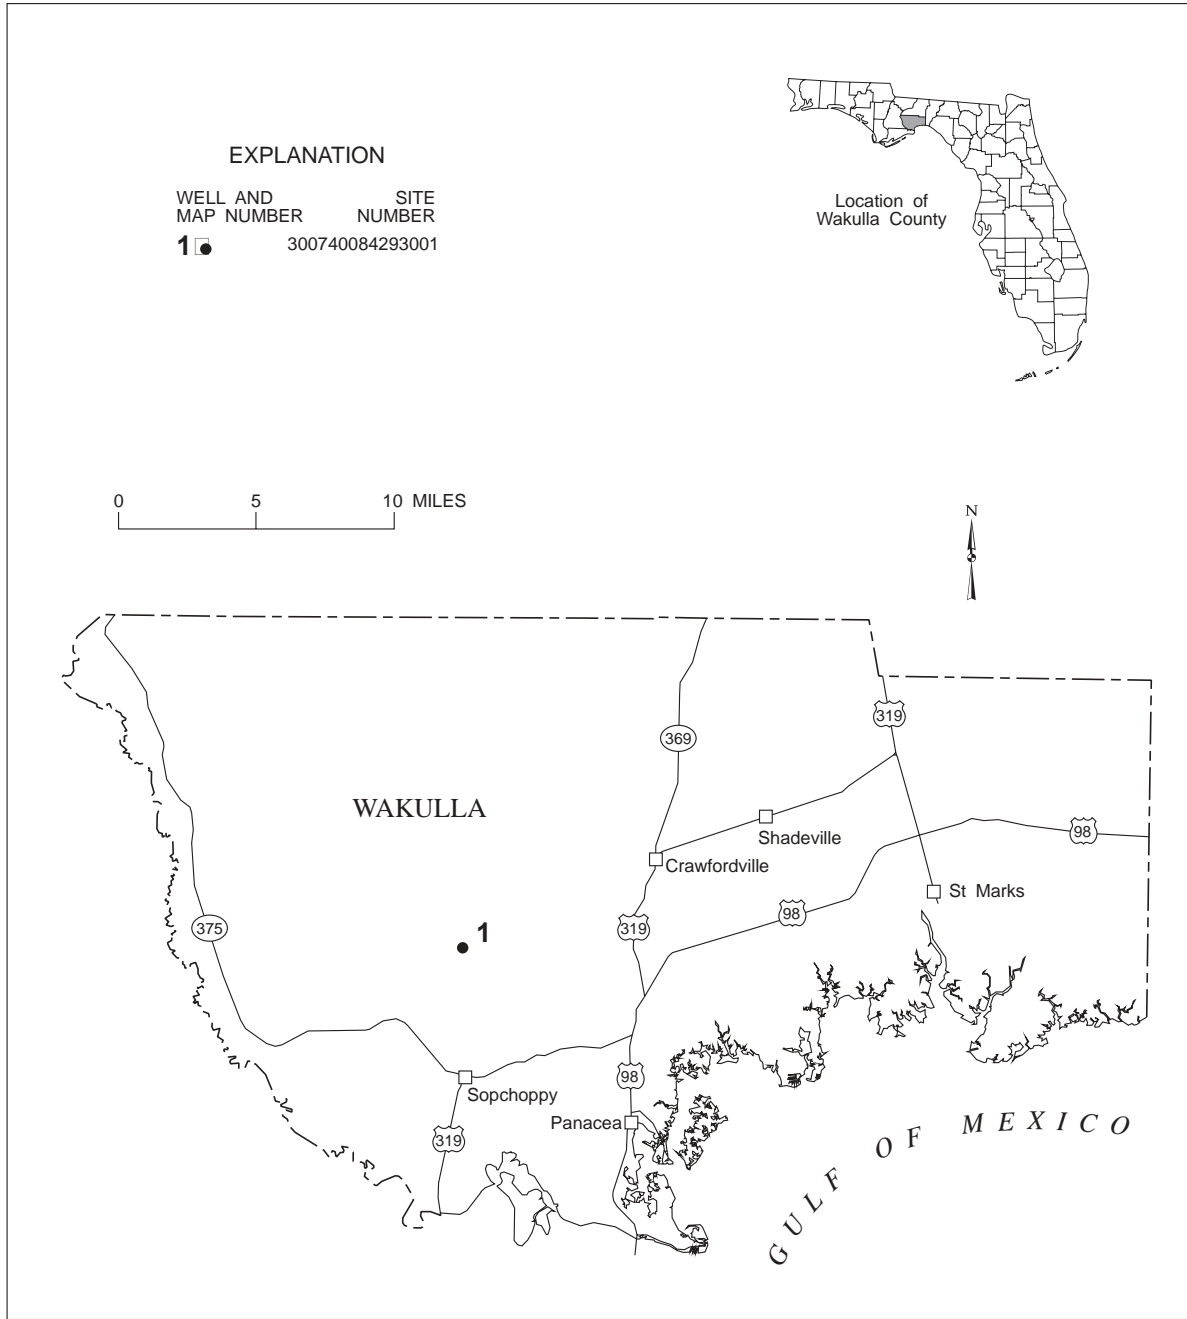 EXPLANATION
WELL AND MAP NUMBER
SITE NUMBER
1 300740084293001
Location of
Wakulla County
0 5 10 MILES
N
319
369
WAKULLA
Shadeville
98
Crawfordville
St Marks
98
375
1
319
98
Sopchoppy
Panacea
319
GULF OF MEXICO